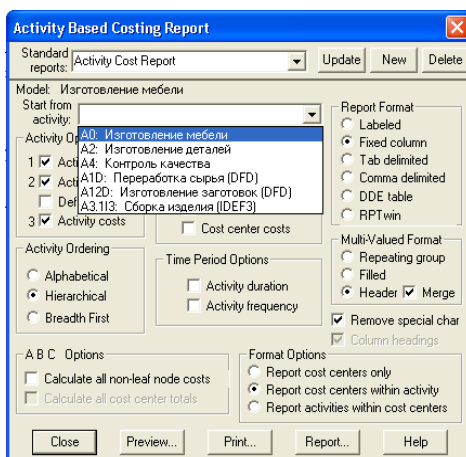 Activity Based Costing Report
Standard reports: Activity Cost Report
Update New Delete
Model: Изготовление мебели
Start from activity:
A0: Изготовление мебели
A2: Изготовление деталей
A4: Контроль качества
A1D: Переработка сырья (DFD)
A12D: Изготовление заготовок (DFD)
A3.1I3: Сборка изделия (IDEF3)
1
2
3 Activity costs
Cost center costs
Activity Ordering
Alphabetical
Hierarchical
Breadth First
Time Period Options
Activity duration
Activity frequency
Report Format
Labeled
Fixed column
Tab delimited
Comma delimited
DDE table
RPTwin
Multi-Valued Format
Repeating group
Filled
Header Merge
Remove special char
Column headings
A B C Options
Calculate all non-leaf node costs
Calculate all cost center totals
Format Options
Report cost centers only
Report cost centers within activity
Report activities within cost centers
Close Preview... Print... Report... Help